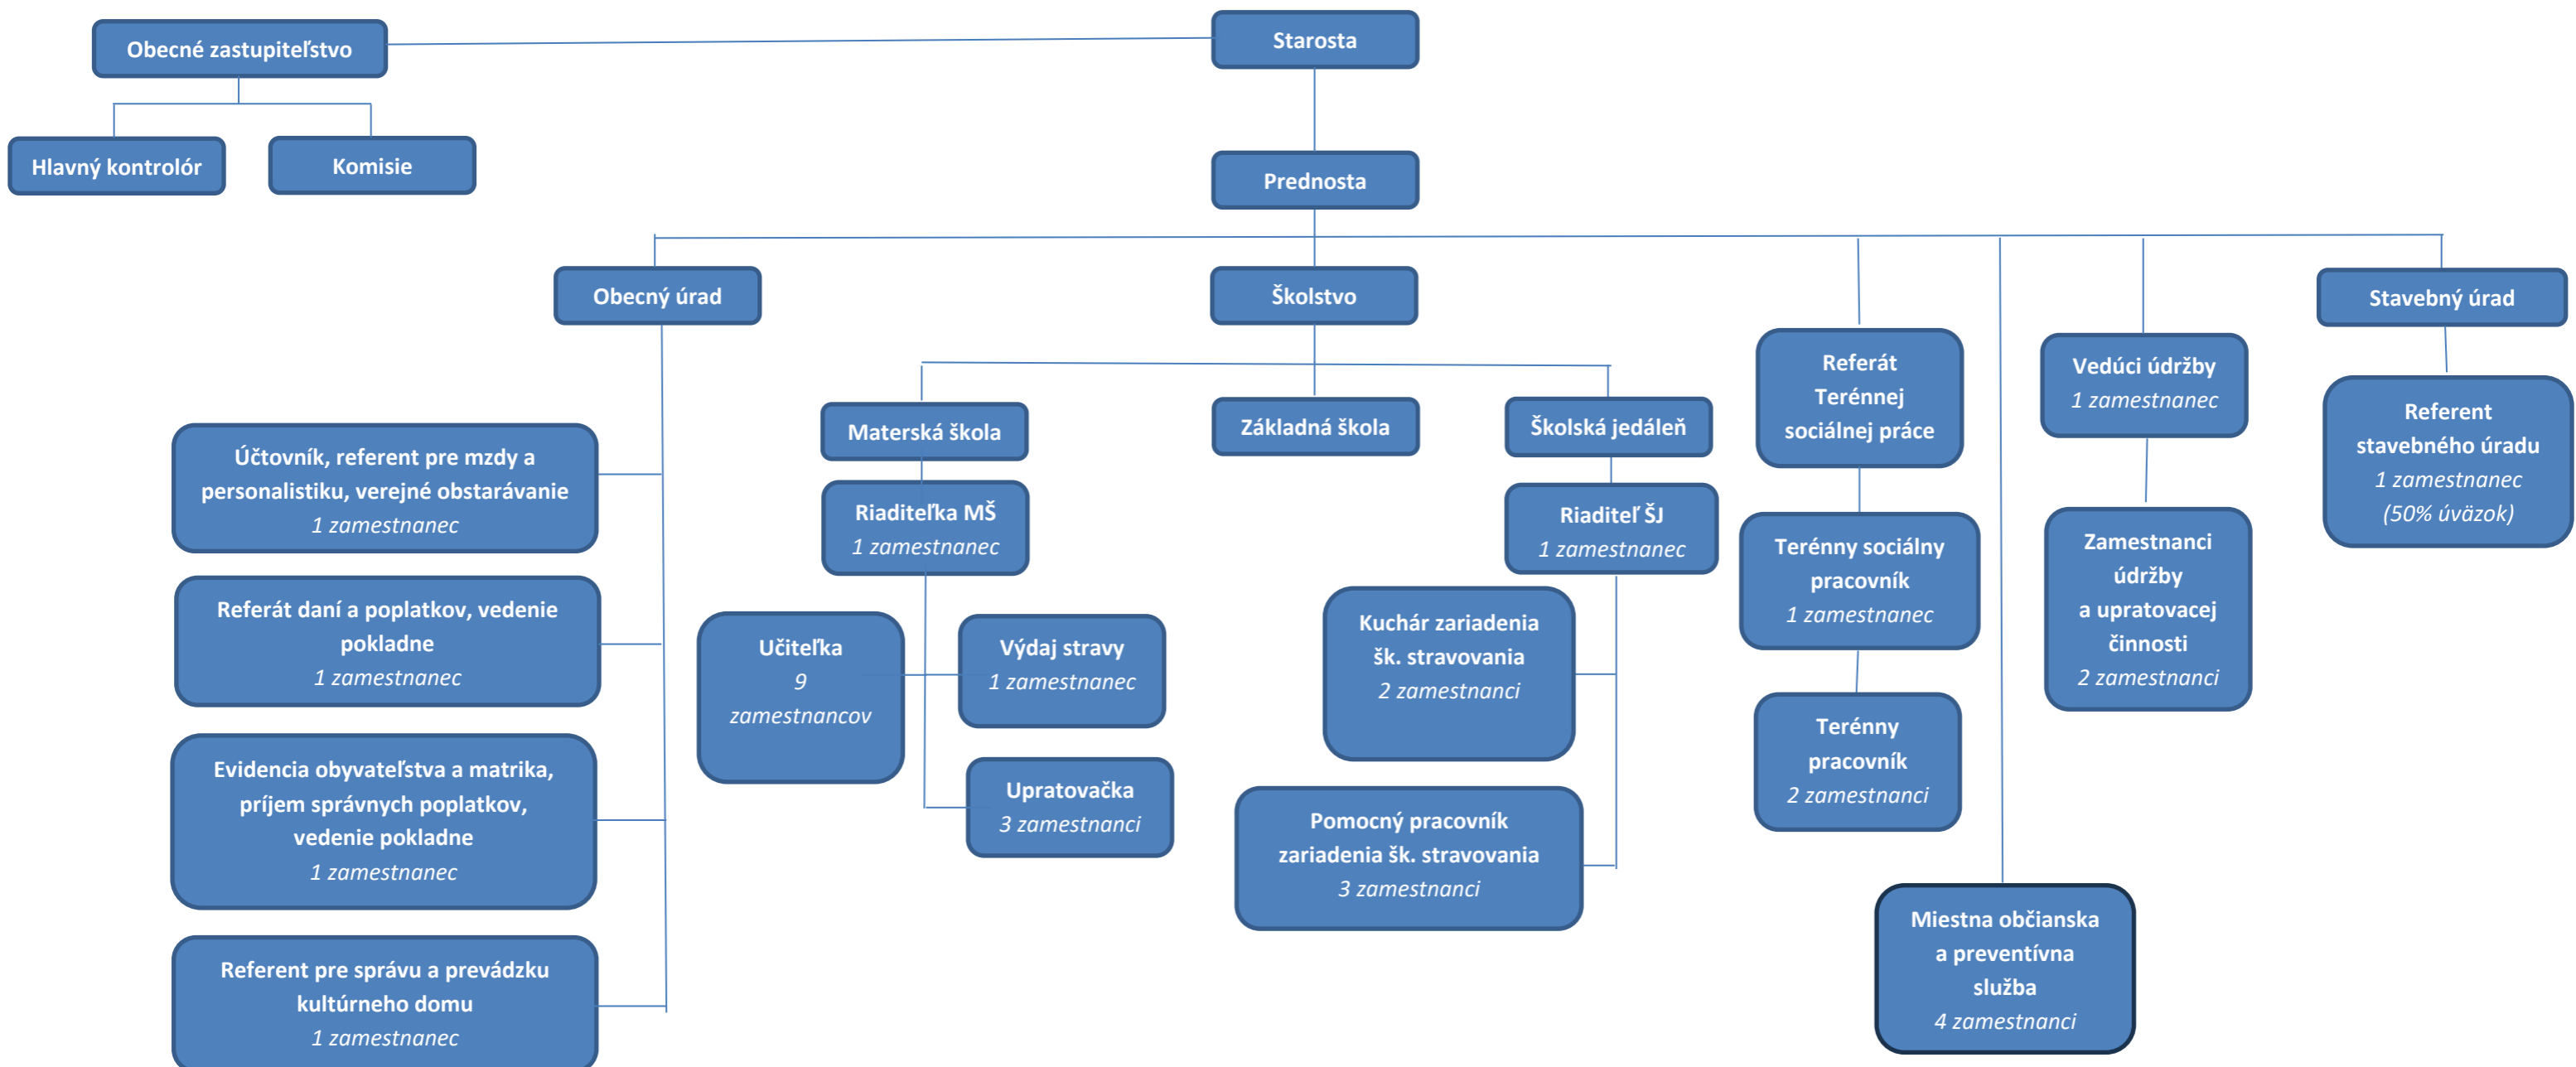 Obecné zastupiteľstvo
Starosta
Hlavný kontrolór
Komisie
Prednosta
Obecný úrad
Školstvo
Stavebný úrad
Účtovník, referent pre mzdy a
personalistiku, verejné obstarávanie
1 zamestnanec
Referát daní a poplatkov, vedenie
pokladne
1 zamestnanec
Evidencia obyvateľstva a matrika,
príjem správnych poplatkov,
vedenie pokladne
1 zamestnanec
Referent pre správu a prevádzku
kultúrneho domu
1 zamestnanec
Materská škola
Riaditeľka MŠ
1 zamestnanec
Učiteľka
9
zamestnancov
Výdaj stravy
1 zamestnanec
Upratovačka
3 zamestnanci
Základná škola
Školská jedáleň
Riaditeľ ŠJ
1 zamestnanec
Kuchár zariadenia
šk. stravovania
2 zamestnanci
Pomocný pracovník
zariadenia šk. stravovania
3 zamestnanci
Referát
Terénnej
sociálnej práce
Terénny sociálny
pracovník
1 zamestnanec
Terénny
pracovník
2 zamestnanci
Miestna občianska
a preventívna
služba
4 zamestnanci
Vedúci údržby
1 zamestnanec
Zamestnanci
údržby
a upratovacej
činnosti
2 zamestnanci
Referent
stavebného úradu
1 zamestnanec
(50% úväzok)